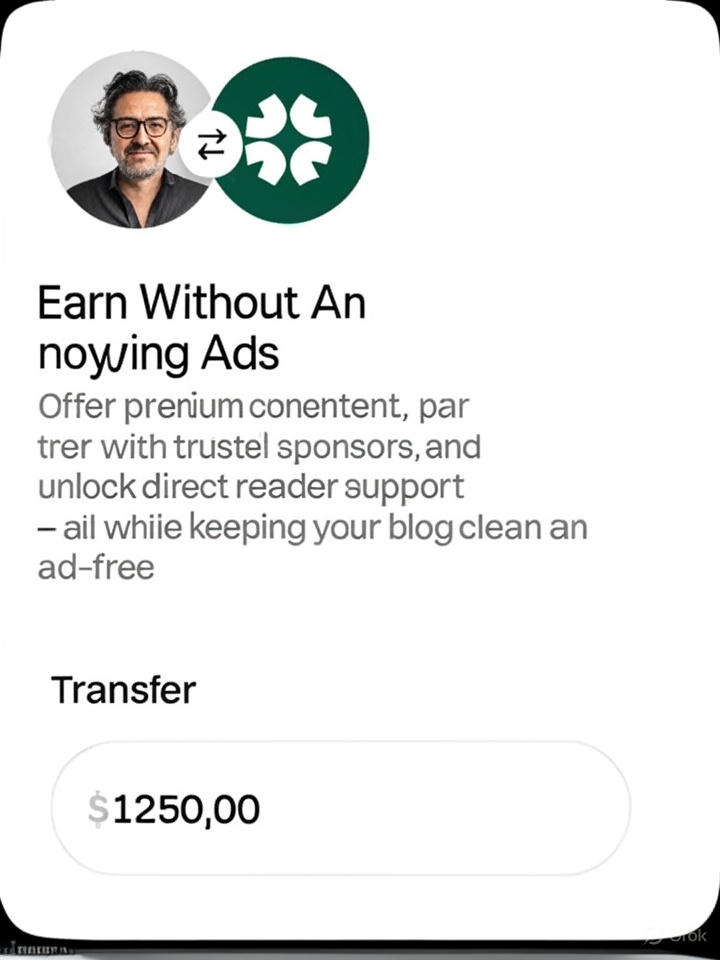 Earn Without An
noywing Ads
Offer prenium conentent, par
trer with trustel sponsors, and
unlock direct reader support
– ail whiie keeping your blog clean an
ad-free
Transfer
$1250,00